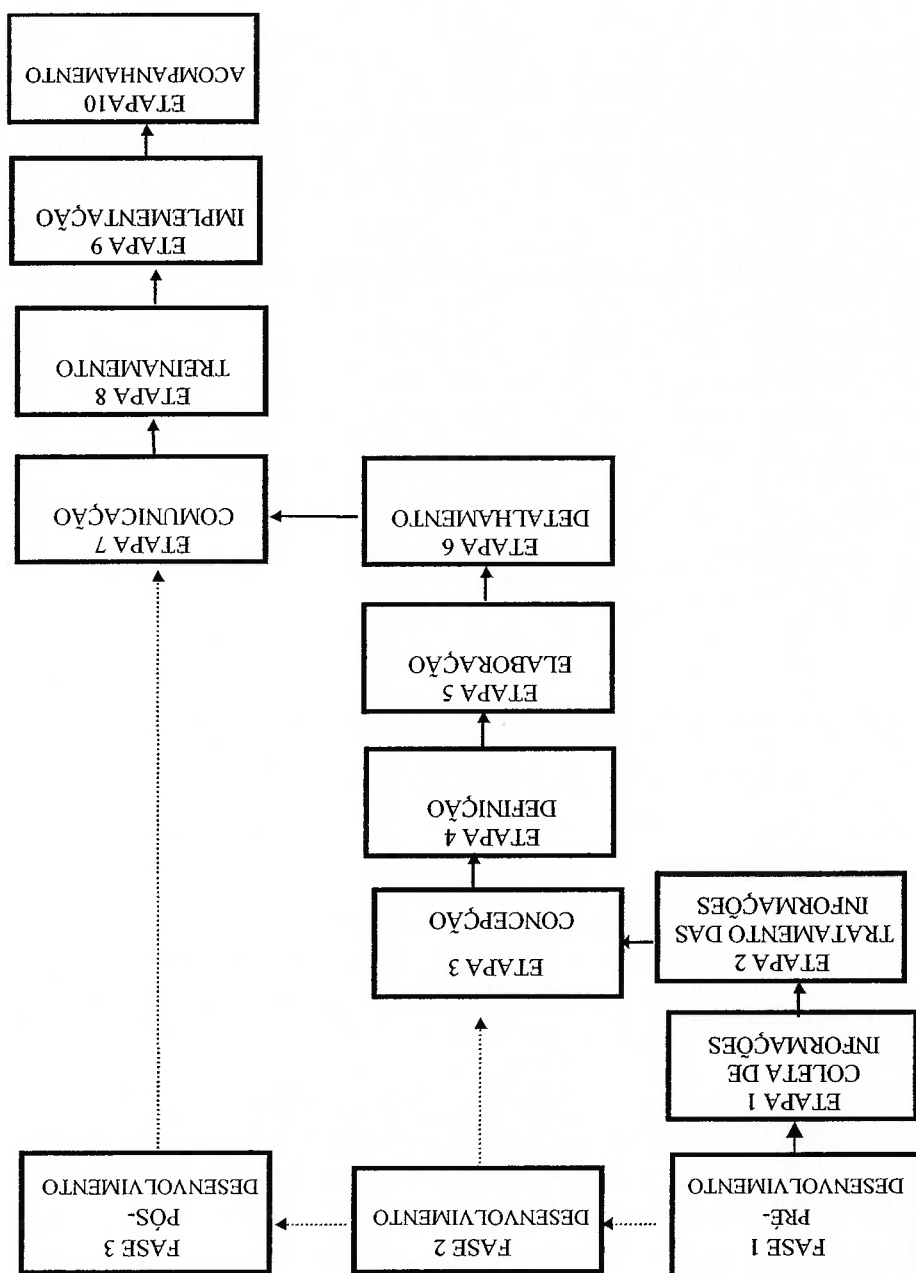 FASE 1
PRÉ-
DESENVOLVIMENTO
FASE 2
DESENVOLVIMENTO
FASE 3
PÓS-
DESENVOLVIMENTO
ETAPA 1
COLETA DE
INFORMAÇÕES
ETAPA 2
TRATAMENTO DAS
INFORMAÇÕES
ETAPA 3
CONCEPÇÃO
ETAPA 4
DEFINIÇÃO
ETAPA 5
ELABORAÇÃO
ETAPA 6
DETALHAMENTO
ETAPA 7
COMUNICAÇÃO
ETAPA 8
TREINAMENTO
ETAPA 9
IMPLEMENTAÇÃO
ETAPA10
ACOMPANHAMENTO